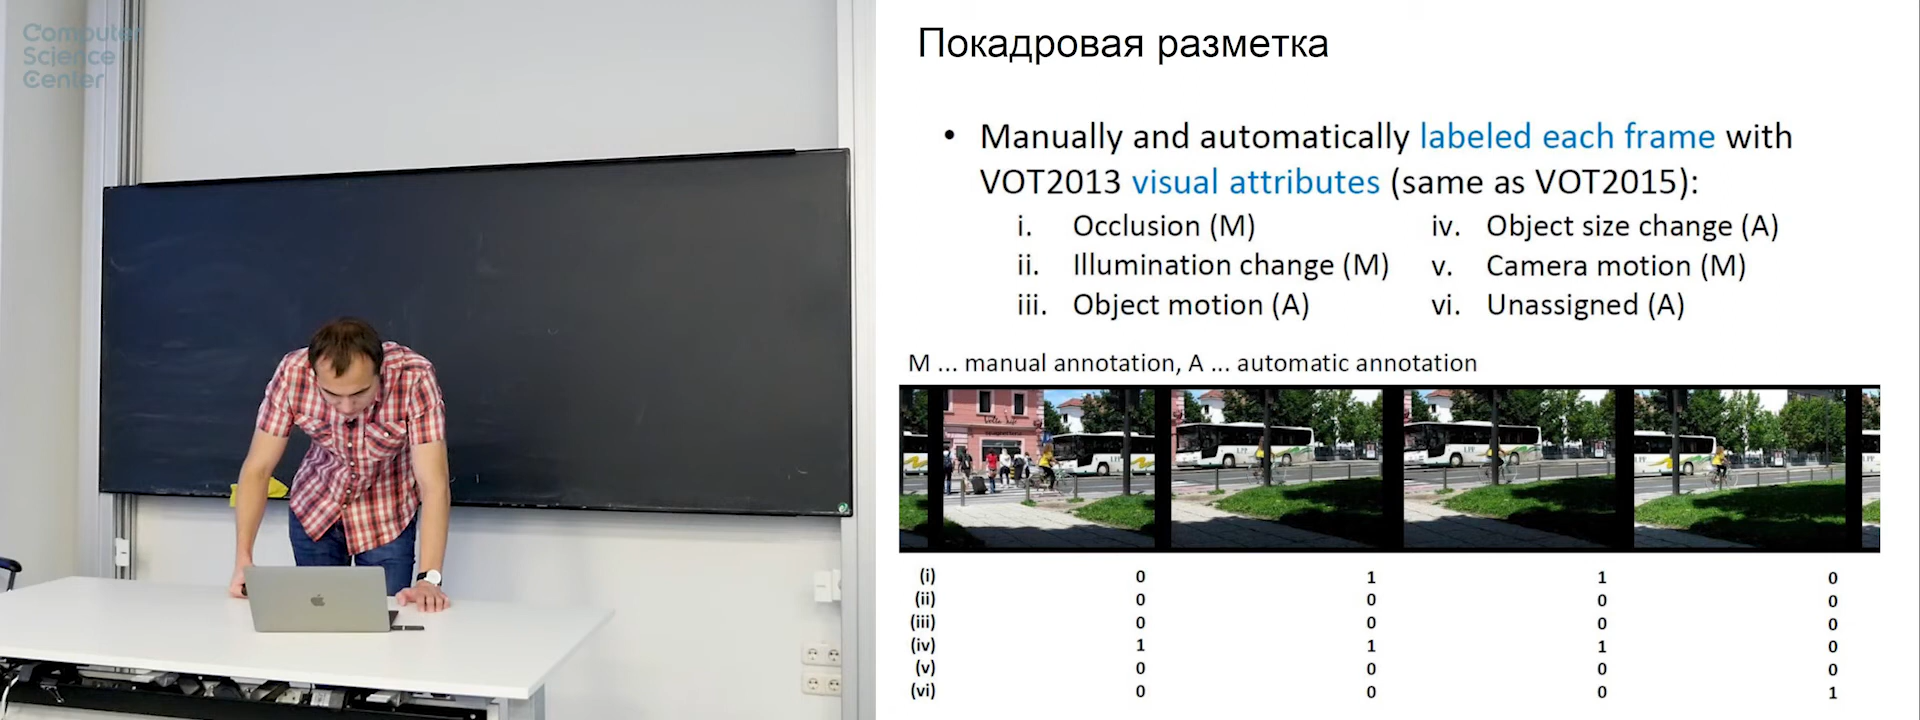 Computer
Science
Center
Покадровая разметка
• Manually and automatically labeled each frame with
VOT2013 visual attributes (same as VOT2015):
i. Occlusion (M)
ii. Illumination change (M)
iii. Object motion (A)
iv. Object size change (A)
v. Camera motion (M)
vi. Unassigned (A)
M ... manual annotation, A ... automatic annotation
LPP
LPP
LPP
(i) 0 1 1 0
(ii) 0 0 0 0
(iii) 0 0 0 0
(iv) 1 1 1 0
(v) 0 0 0 0
(vi) 0 0 0 1